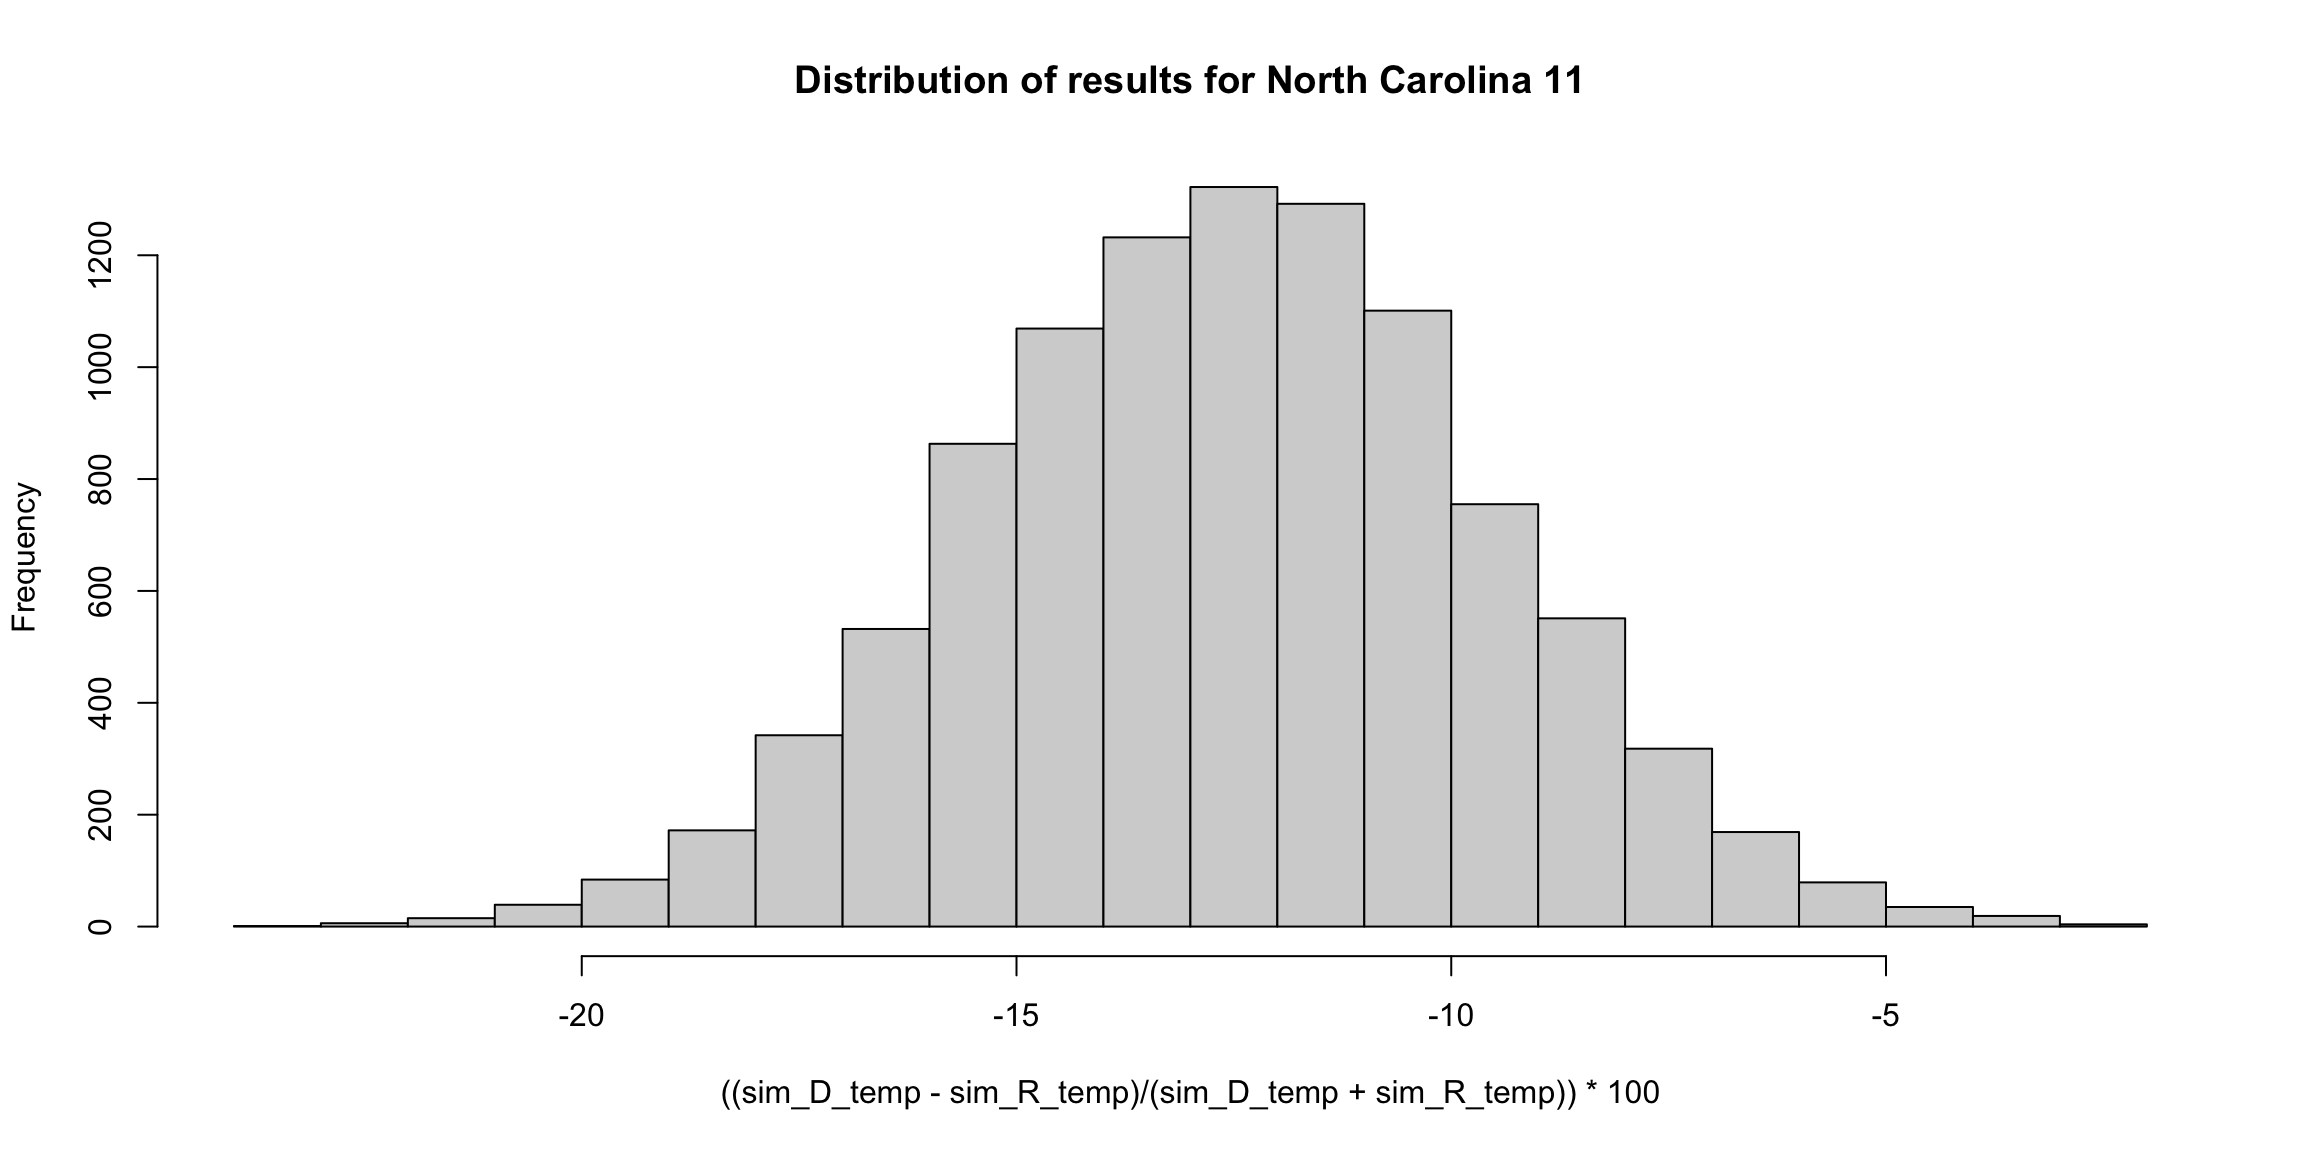 Distribution of results for North Carolina 11
Frequency
1200
1000
800
600
400
200
0
-20 -15 -10 -5
((sim_D_temp - sim_R_temp)/(sim_D_temp + sim_R_temp)) * 100